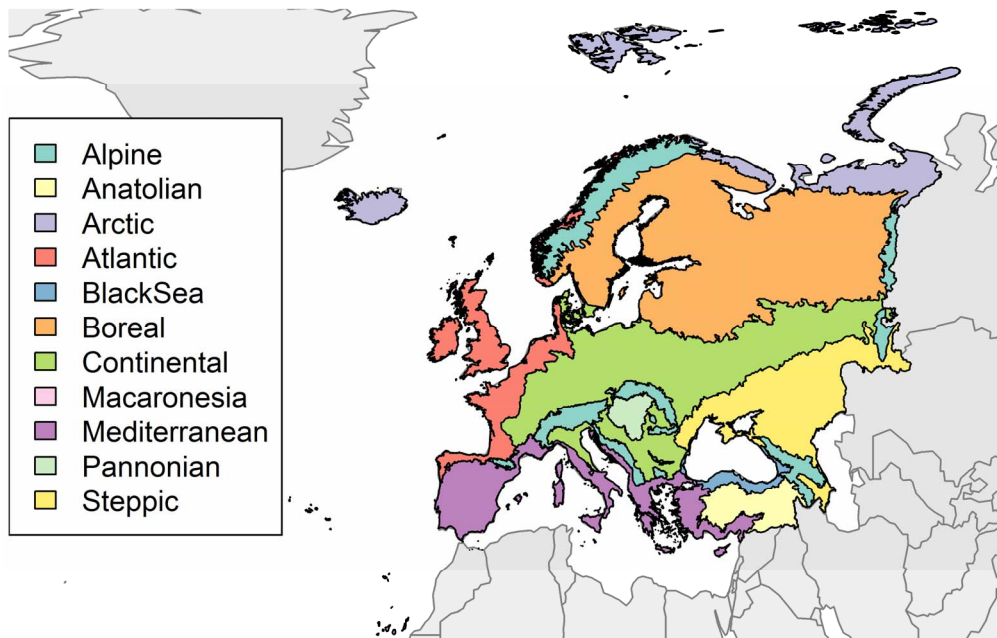 Alpine
Anatolian
Arctic
Atlantic
BlackSea
Boreal
Continental
Macaronesia
Mediterranean
Pannonian
Steppic